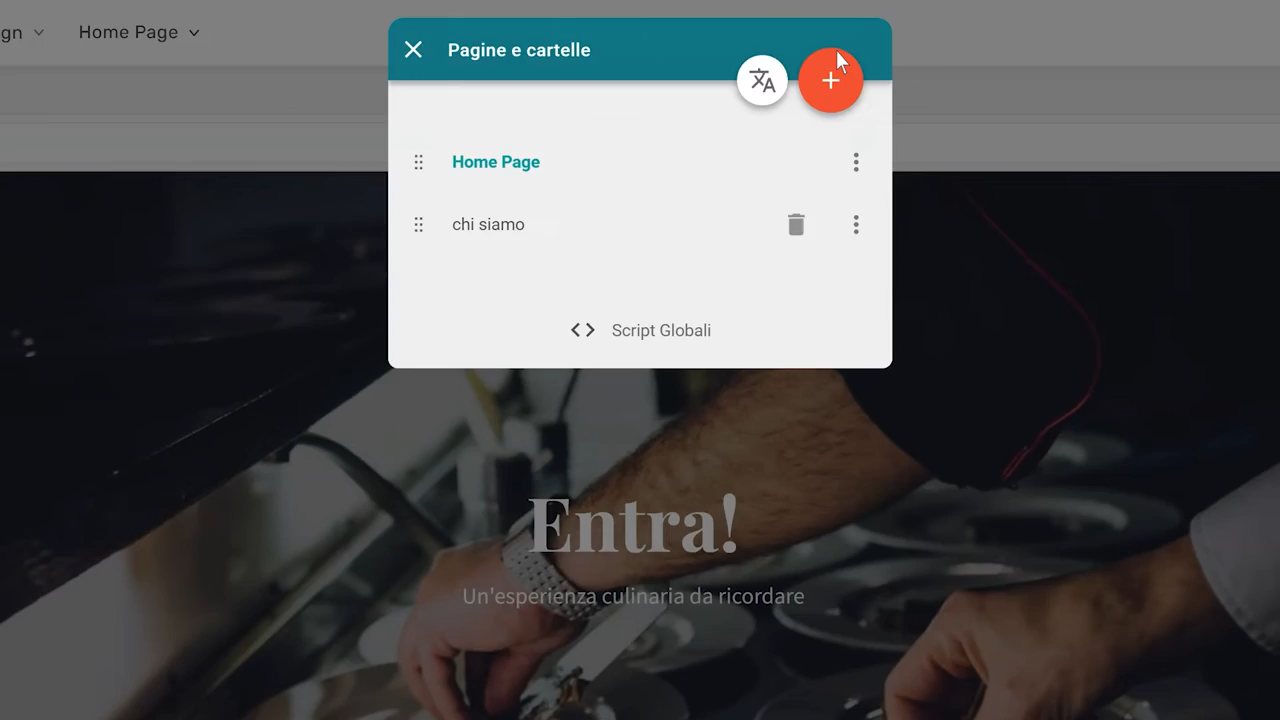 gn
Home Page
Pagine e cartelle
Home Page
chi siamo
Script Globali
Entra!
Un'esperienza culinaria da ricordare